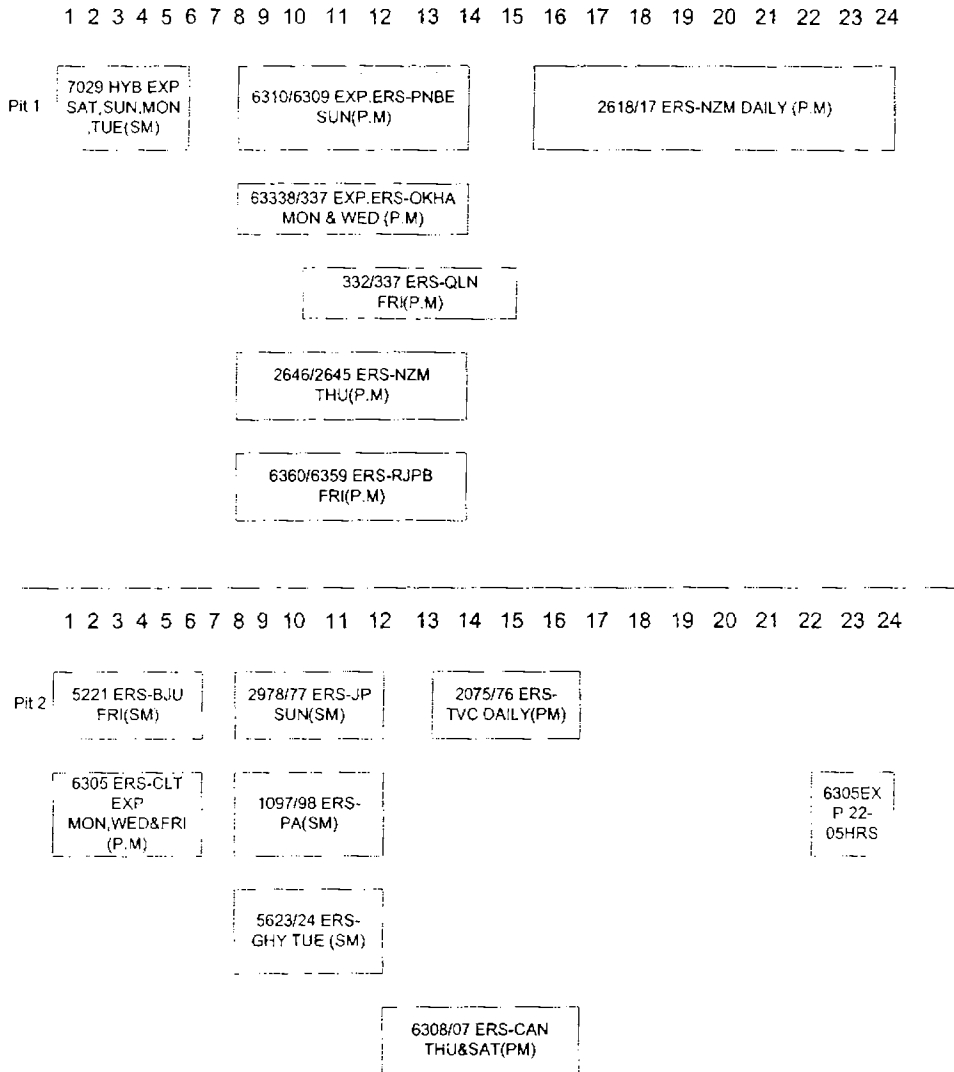 1 2 3 4 5 6 7 8 9 10 11 12 13 14 15 16 17 18 19 20 21 22 23 24
Pit 1
7029 HYB EXP
SAT,SUN,MON
,TUE(SM)
6310/6309 EXP.ERS-PNBE
SUN(P.M)
2618/17 ERS-NZM DAILY (P.M)
63338/337 EXP.ERS-OKHA
MON & WED (P.M)
332/337 ERS-QLN
FRI(P.M)
2646/2645 ERS-NZM
THU(P.M)
6360/6359 ERS-RJPB
FRI(P.M)
1 2 3 4 5 6 7 8 9 10 11 12 13 14 15 16 17 18 19 20 21 22 23 24
Pit 2
5221 ERS-BJU
FRI(SM)
2978/77 ERS-JP
SUN(SM)
2075/76 ERS-
TVC DAILY(PM)
6305 ERS-CLT
EXP
MON,WED&FRI
(P.M)
1097/98 ERS-
PA(SM)
6305EX
P 22-
05HRS
5623/24 ERS-
GHY TUE (SM)
6308/07 ERS-CAN
THU&SAT(PM)